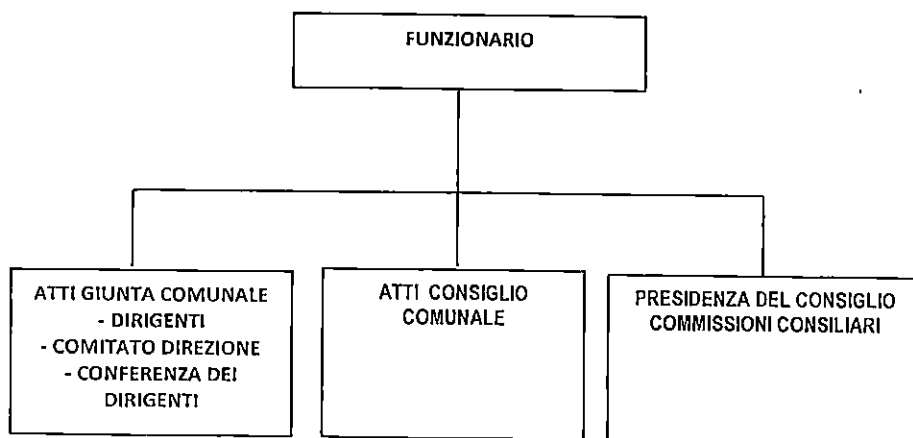 FUNZIONARIO
ATTI GIUNTA COMUNALE
- DIRIGENTI
- COMITATO DIREZIONE
- CONFERENZA DEI
DIRIGENTI
ATTI CONSIGLIO
COMUNALE
PRESIDENZA DEL CONSIGLIO
COMMISSIONI CONSILIARI